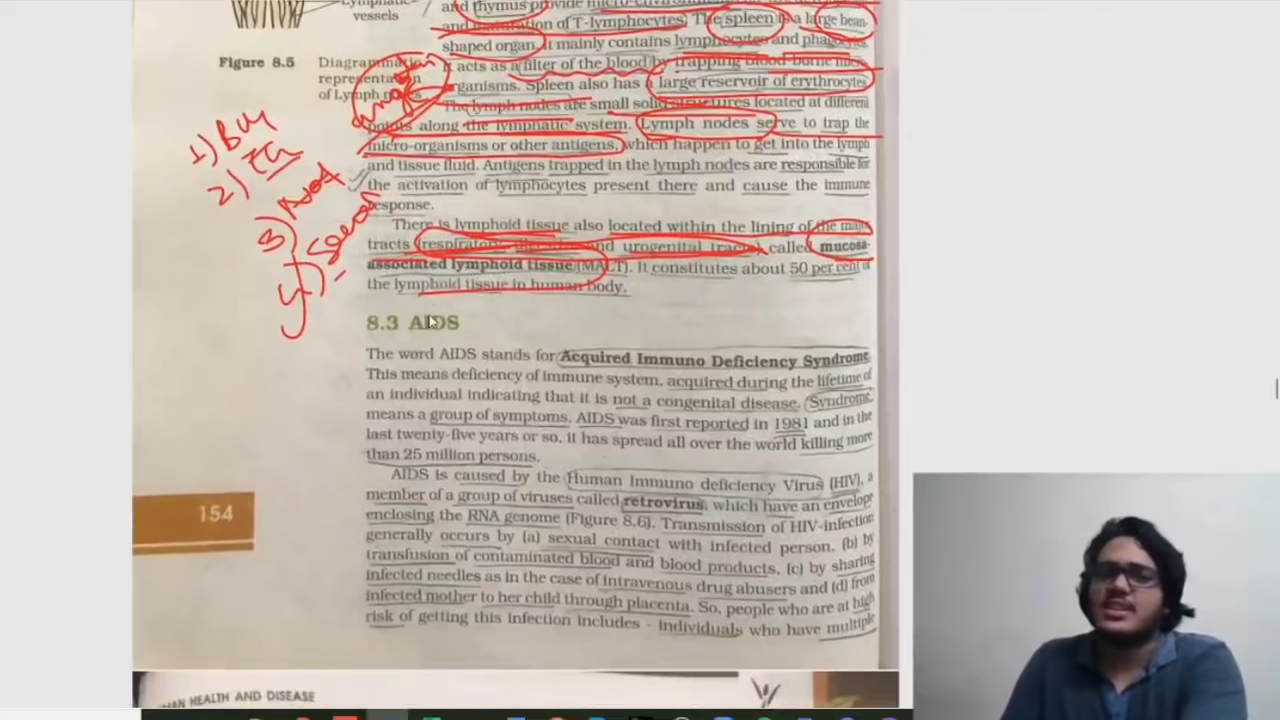 Lymphatic
vessels
Figure 8.5
Diagrammatic
representation
of Lymph
and thymus provide
and maturation of T-lymphocytes. The spleen is a large bean-
shaped organ. It mainly contains lymphocytes and phagocytes.
It acts as a filter of the blood by trapping blood-borne micro-
organisms. Spleen also has a large reservoir of erythrocytes
The lymph nodes are small solid structures located at different
points along the lymphatic system. Lymph nodes serve to trap the
micro-organisms or other antigens, which happen to get into the lymph
and tissue fluid. Antigens trapped in the lymph nodes are responsible for
the activation of lymphocytes present there and cause the immune
response.
There is lymphoid tissue also located within the lining of the major
tracts (respiratory, digestive and urogenital tracts) called mucosa-
associated lymphoid tissue (MALT). It constitutes about 50 per cent of
the lymphoid tissue in human body.
1)
2)
3)
4)
8.3 AIDS
The word AIDS stands for Acquired Immuno Deficiency Syndrome.
This means deficiency of immune system, acquired during the lifetime of
an individual indicating that it is not a congenital disease. 'Syndrome'
means a group of symptoms. AIDS was first reported in 1981 and in the
last twenty-five years or so, it has spread all over the world killing more
than 25 million persons.
AIDS is caused by the Human Immuno deficiency Virus (HIV), a
member of a group of viruses called retrovirus, which have an envelope
enclosing the RNA genome (Figure 8.6). Transmission of HIV-infection
generally occurs by (a) sexual contact with infected person, (b) by
transfusion of contaminated blood and blood products, (c) by sharing
infected needles as in the case of intravenous drug abusers and (d) from
infected mother to her child through placenta. So, people who are at high
risk of getting this infection includes - individuals who have multiple
154
HUMAN HEALTH AND DISEASE